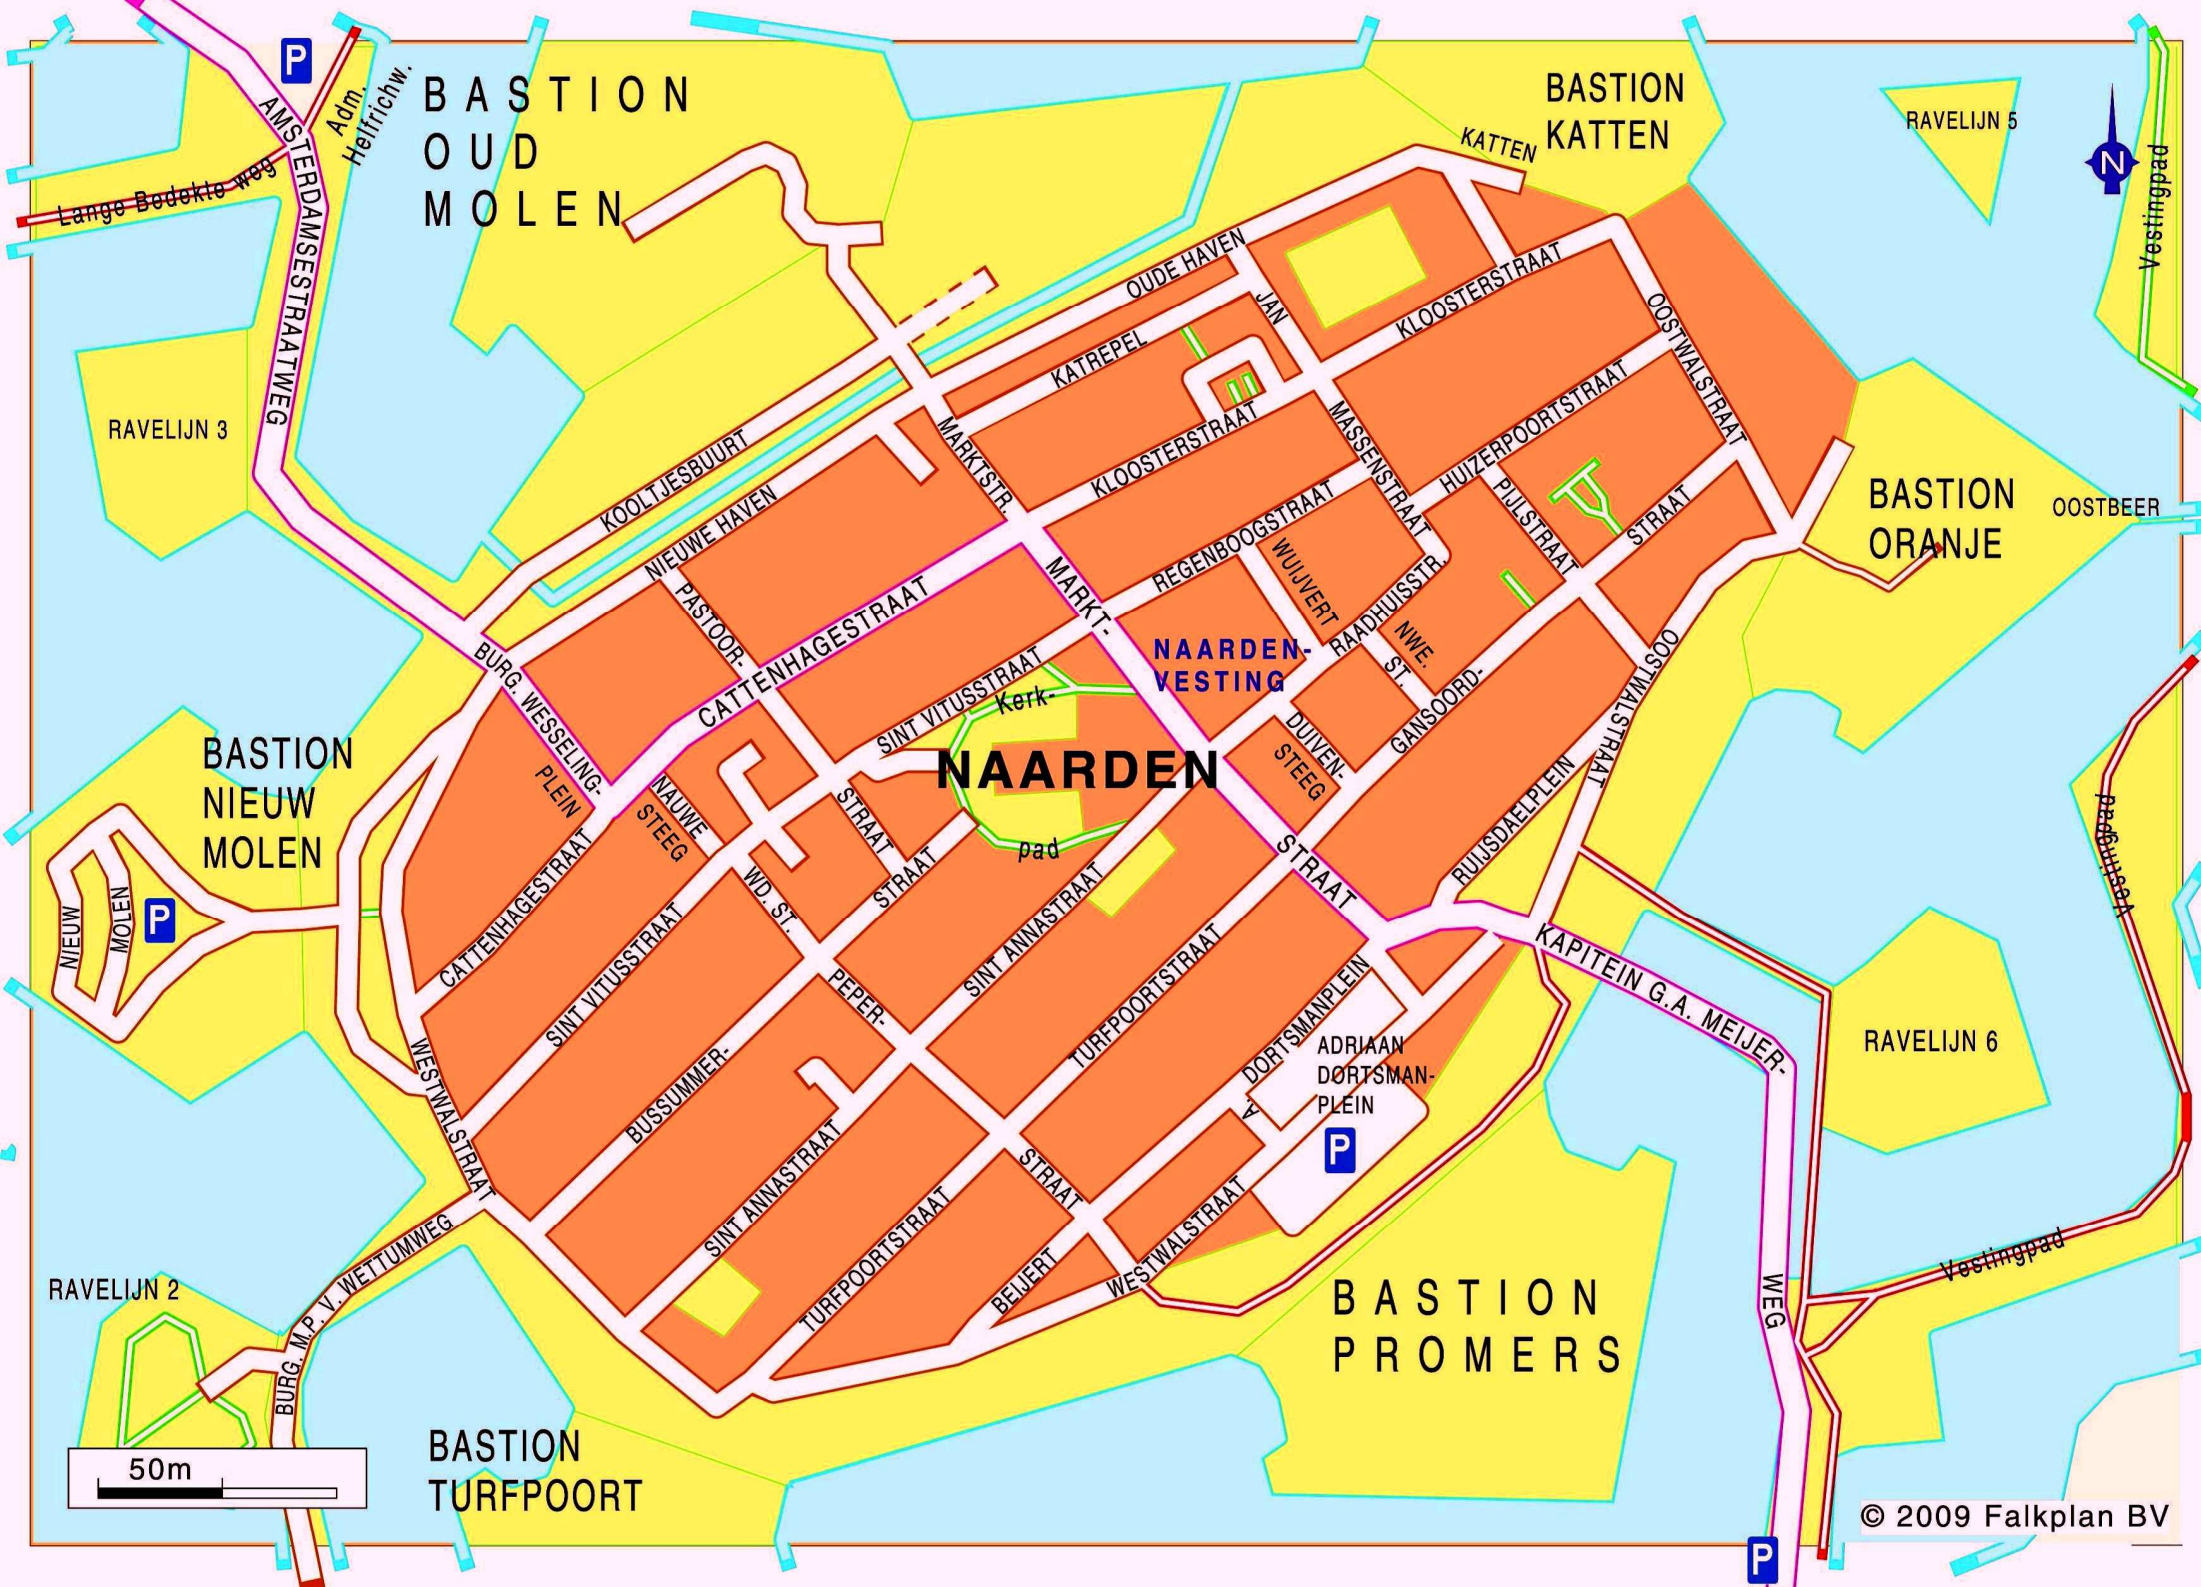 P
Adm.
Helfrichw.
AMSTERDAMSESTRAATWEG
Lange Bedekte weg
BASTION
OUD
MOLEN
BASTION
KATTEN
KATTEN
RAVELIJN 5
N
Vestingpad
OUDE HAVEN
JAN
MASSENSTRAAT
KLOOSTERSTRAAT
OOSTWALSTRAAT
KATREPEL
MARKTSTR.
KLOOSTERSTRAAT
HUIZERPOORTSTRAAT
RAVELIJN 3
KOOLTJESBUURT
NIEUWE HAVEN
REGENBOOGSTRAAT
PIJLSTRAAT
BASTION
ORANJE
OOSTBEER
PASTOOR-
CATTENHAGESTRAAT
MARKT-
WUIJVERT
RAADHUISSTR.
NWE.
ST.
GANSOORD-
STRAAT
NAARDEN-
VESTING
BURG. WESSELING-
PLEIN
SINT VITUSSTRAAT
Kerk-
pad
NAARDEN
DUIVEN-
STEEG
OOSTWALSTRAAT
BASTION
NIEUW
MOLEN
NIEUW
MOLEN
P
NAUWE
STEEG
STRAAT
WD. ST.
STRAAT
STRAAT
RUIJSDAELPLEIN
Vestingpad
CATTENHAGESTRAAT
SINT VITUSSTRAAT
PEPER-
SINT ANNASTRAAT
TURFPOORTSTRAAT
A. DORTSMANPLEIN
KAPITEIN G.A. MEIJER-
WEG
RAVELIJN 6
ADRIAAN
DORTSMAN-
PLEIN
P
WESTWALSTRAAT
BUSSUMMER-
STRAAT
SINT ANNASTRAAT
TURFPOORTSTRAAT
BEIJERT
WESTWALSTRAAT
BURG. M.P. V. WETTUMWEG
RAVELIJN 2
Vestingpad
BASTION
PROMERS
BASTION
TURFPOORT
50m
© 2009 Falkplan BV
P